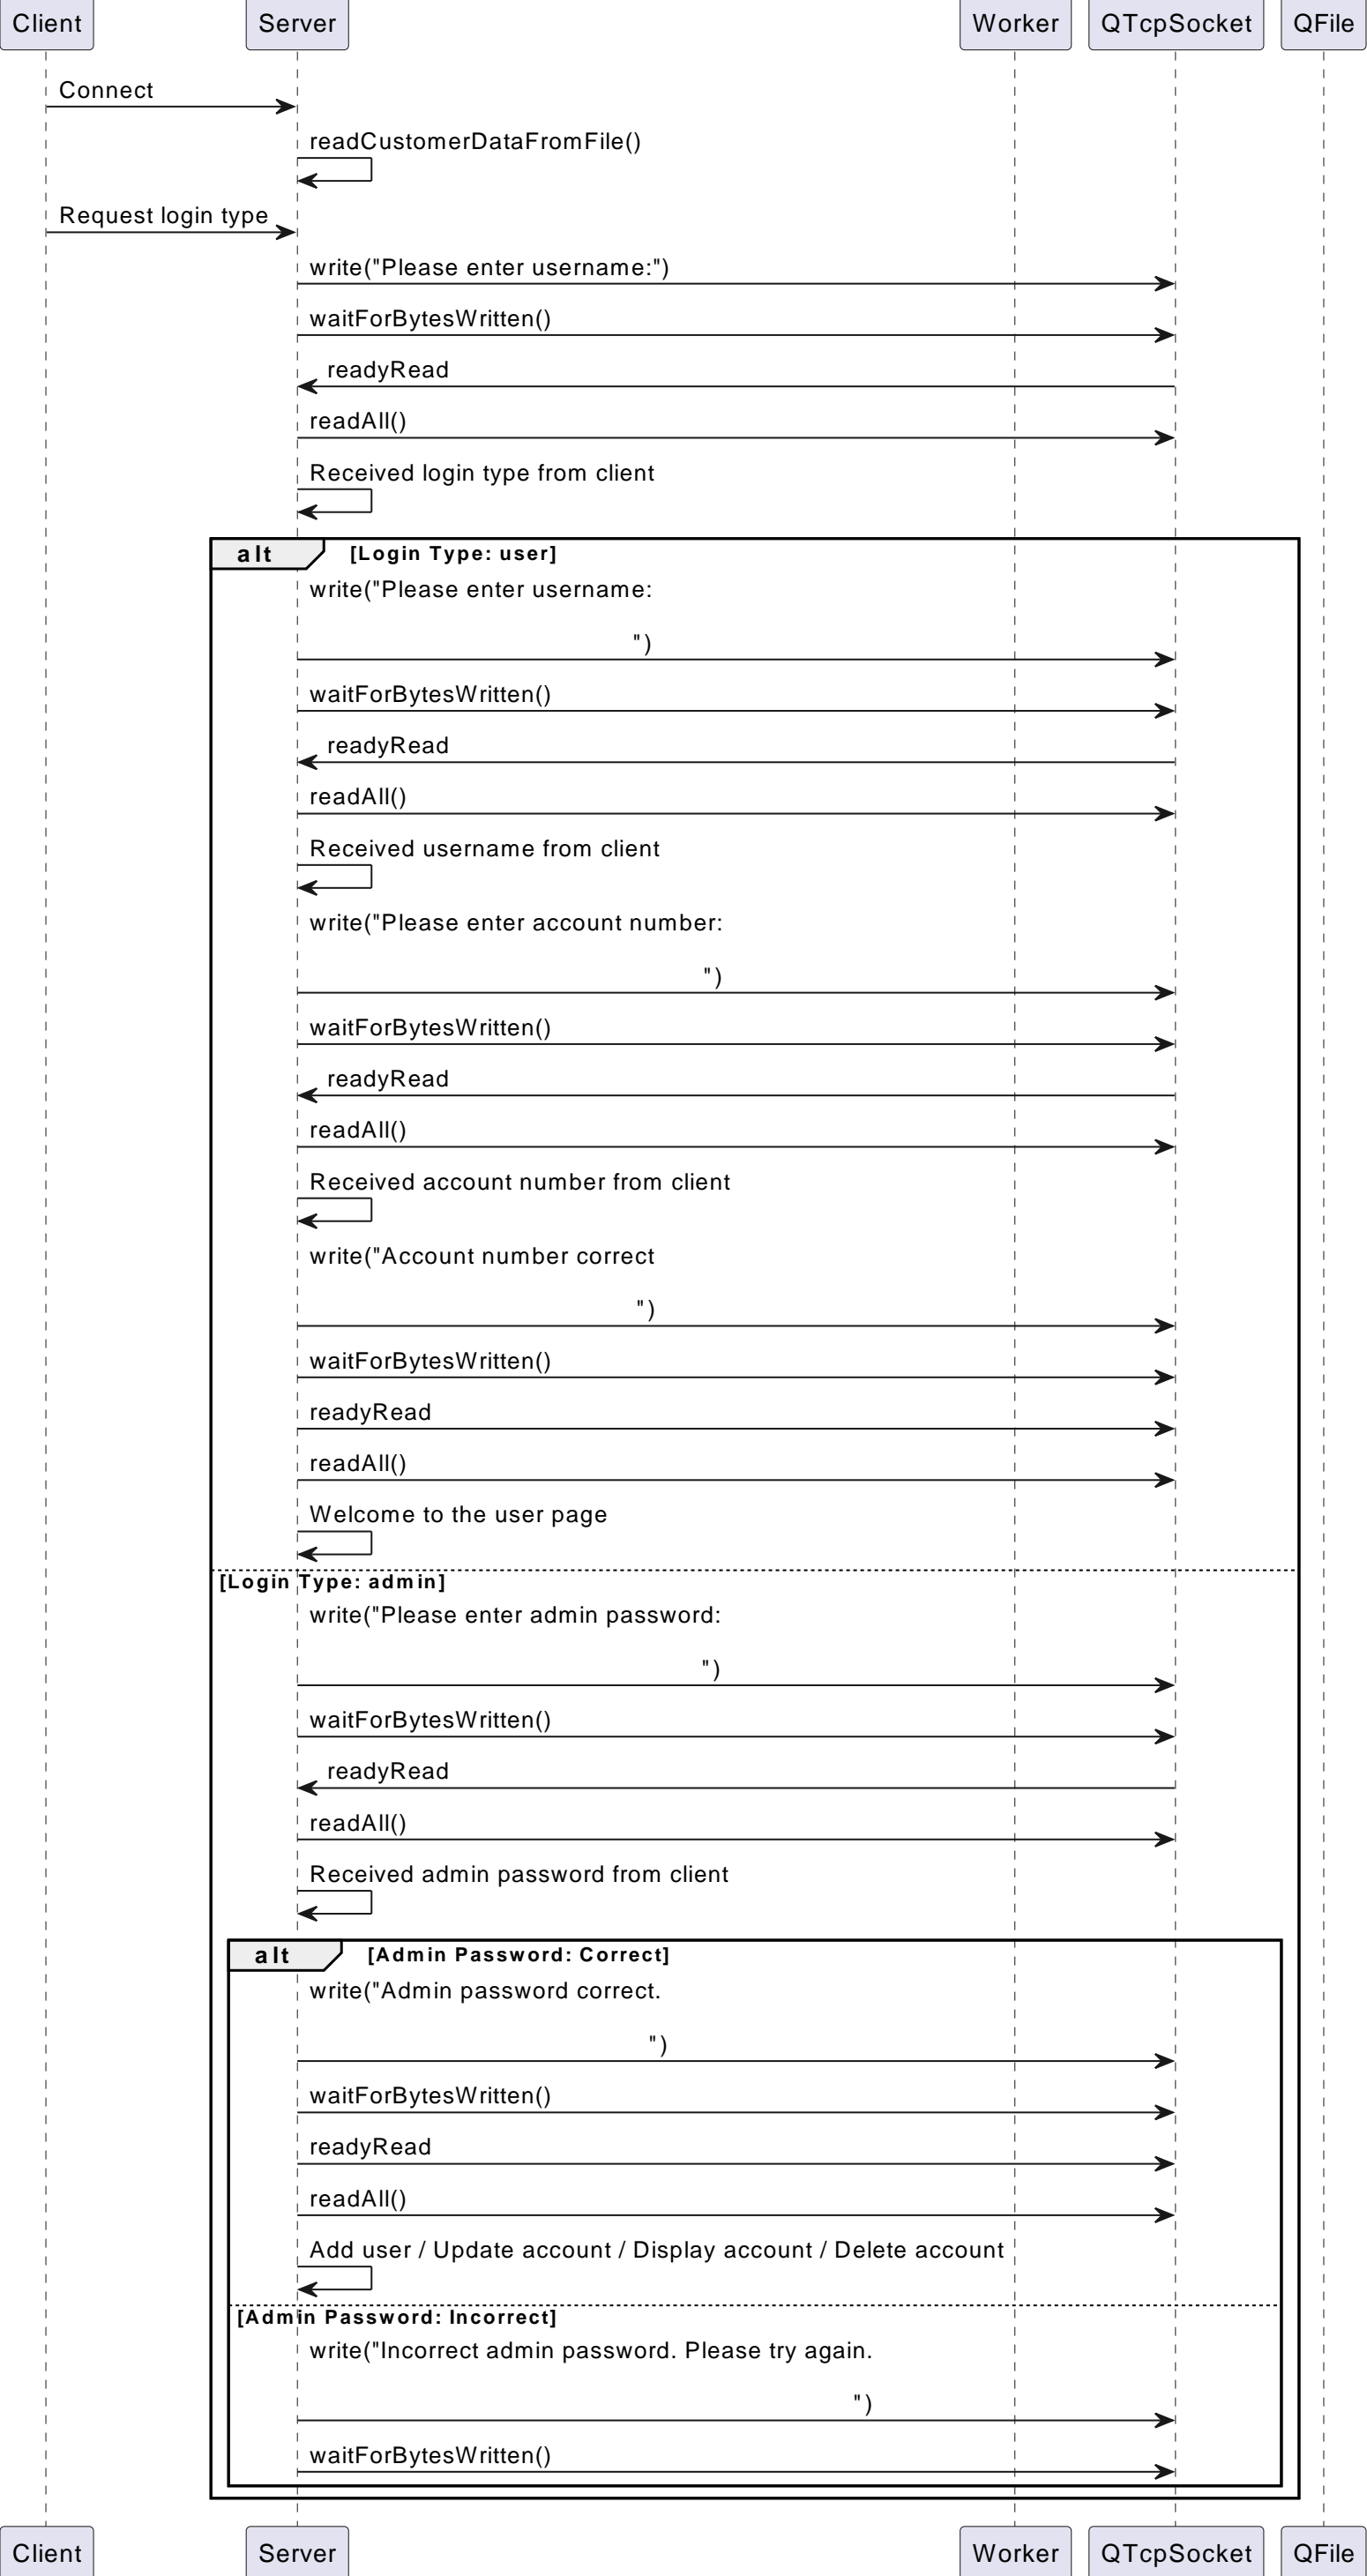 Client Server Worker QTcpSocket QFile
Connect
readCustomerDataFromFile()
Request login type
write("Please enter username:")
waitForBytesWritten()
readyRead
readAll()
Received login type from client
alt [Login Type: user]
write("Please enter username:
")
waitForBytesWritten()
readyRead
readAll()
Received username from client
write("Please enter account number:
")
waitForBytesWritten()
readyRead
readAll()
Received account number from client
write("Account number correct
")
waitForBytesWritten()
readyRead
readAll()
Welcome to the user page
[Login Type: admin]
write("Please enter admin password:
")
waitForBytesWritten()
readyRead
readAll()
Received admin password from client
alt [Admin Password: Correct]
write("Admin password correct.
")
waitForBytesWritten()
readyRead
readAll()
Add user / Update account / Display account / Delete account
[Admin Password: Incorrect]
write("Incorrect admin password. Please try again.
")
waitForBytesWritten()
Client Server Worker QTcpSocket QFile